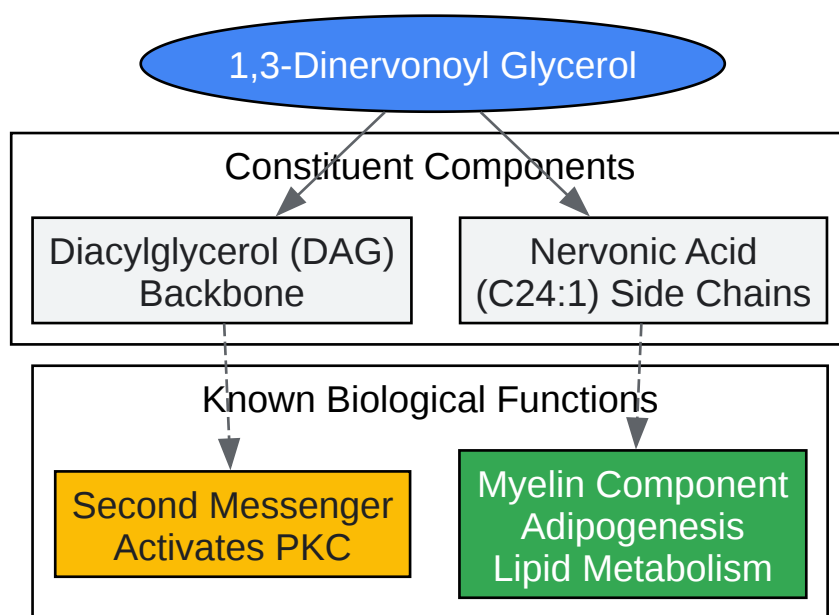 1,3-Dinervonoyl Glycerol
Constituent Components
Diacylglycerol (DAG)
Backbone
Nervonic Acid
(C24:1) Side Chains
Known Biological Functions
Second Messenger
Activates PKC
Myelin Component
Adipogenesis
Lipid Metabolism